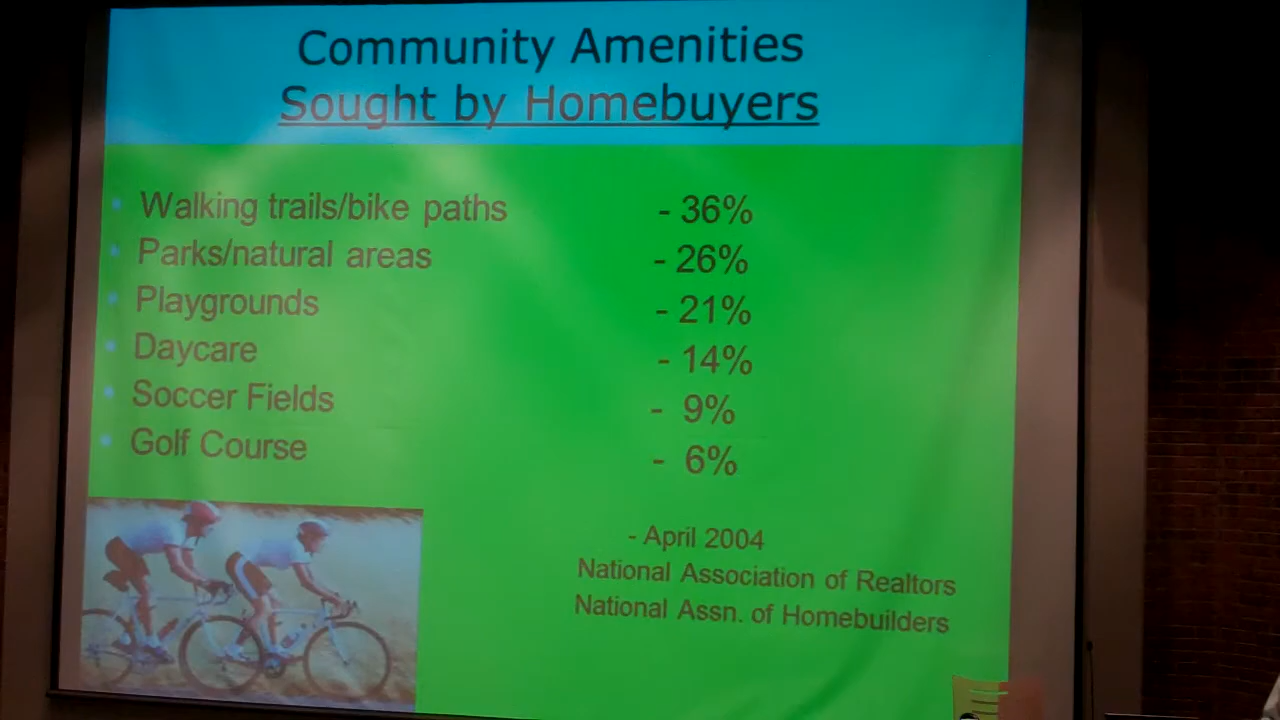 Community Amenities
Sought by Homebuyers
• Walking trails/bike paths - 36%
• Parks/natural areas - 26%
• Playgrounds - 21%
• Daycare - 14%
• Soccer Fields - 9%
• Golf Course - 6%
- April 2004
National Association of Realtors
National Assn. of Homebuilders